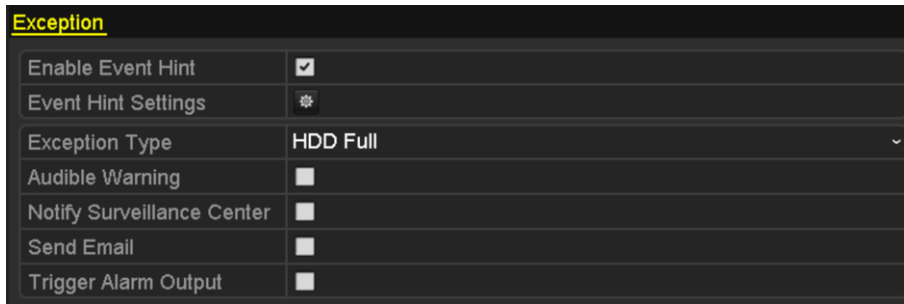 Exception
Enable Event Hint
Event Hint Settings
Exception Type HDD Full
Audible Warning
Notify Surveillance Center
Send Email
Trigger Alarm Output